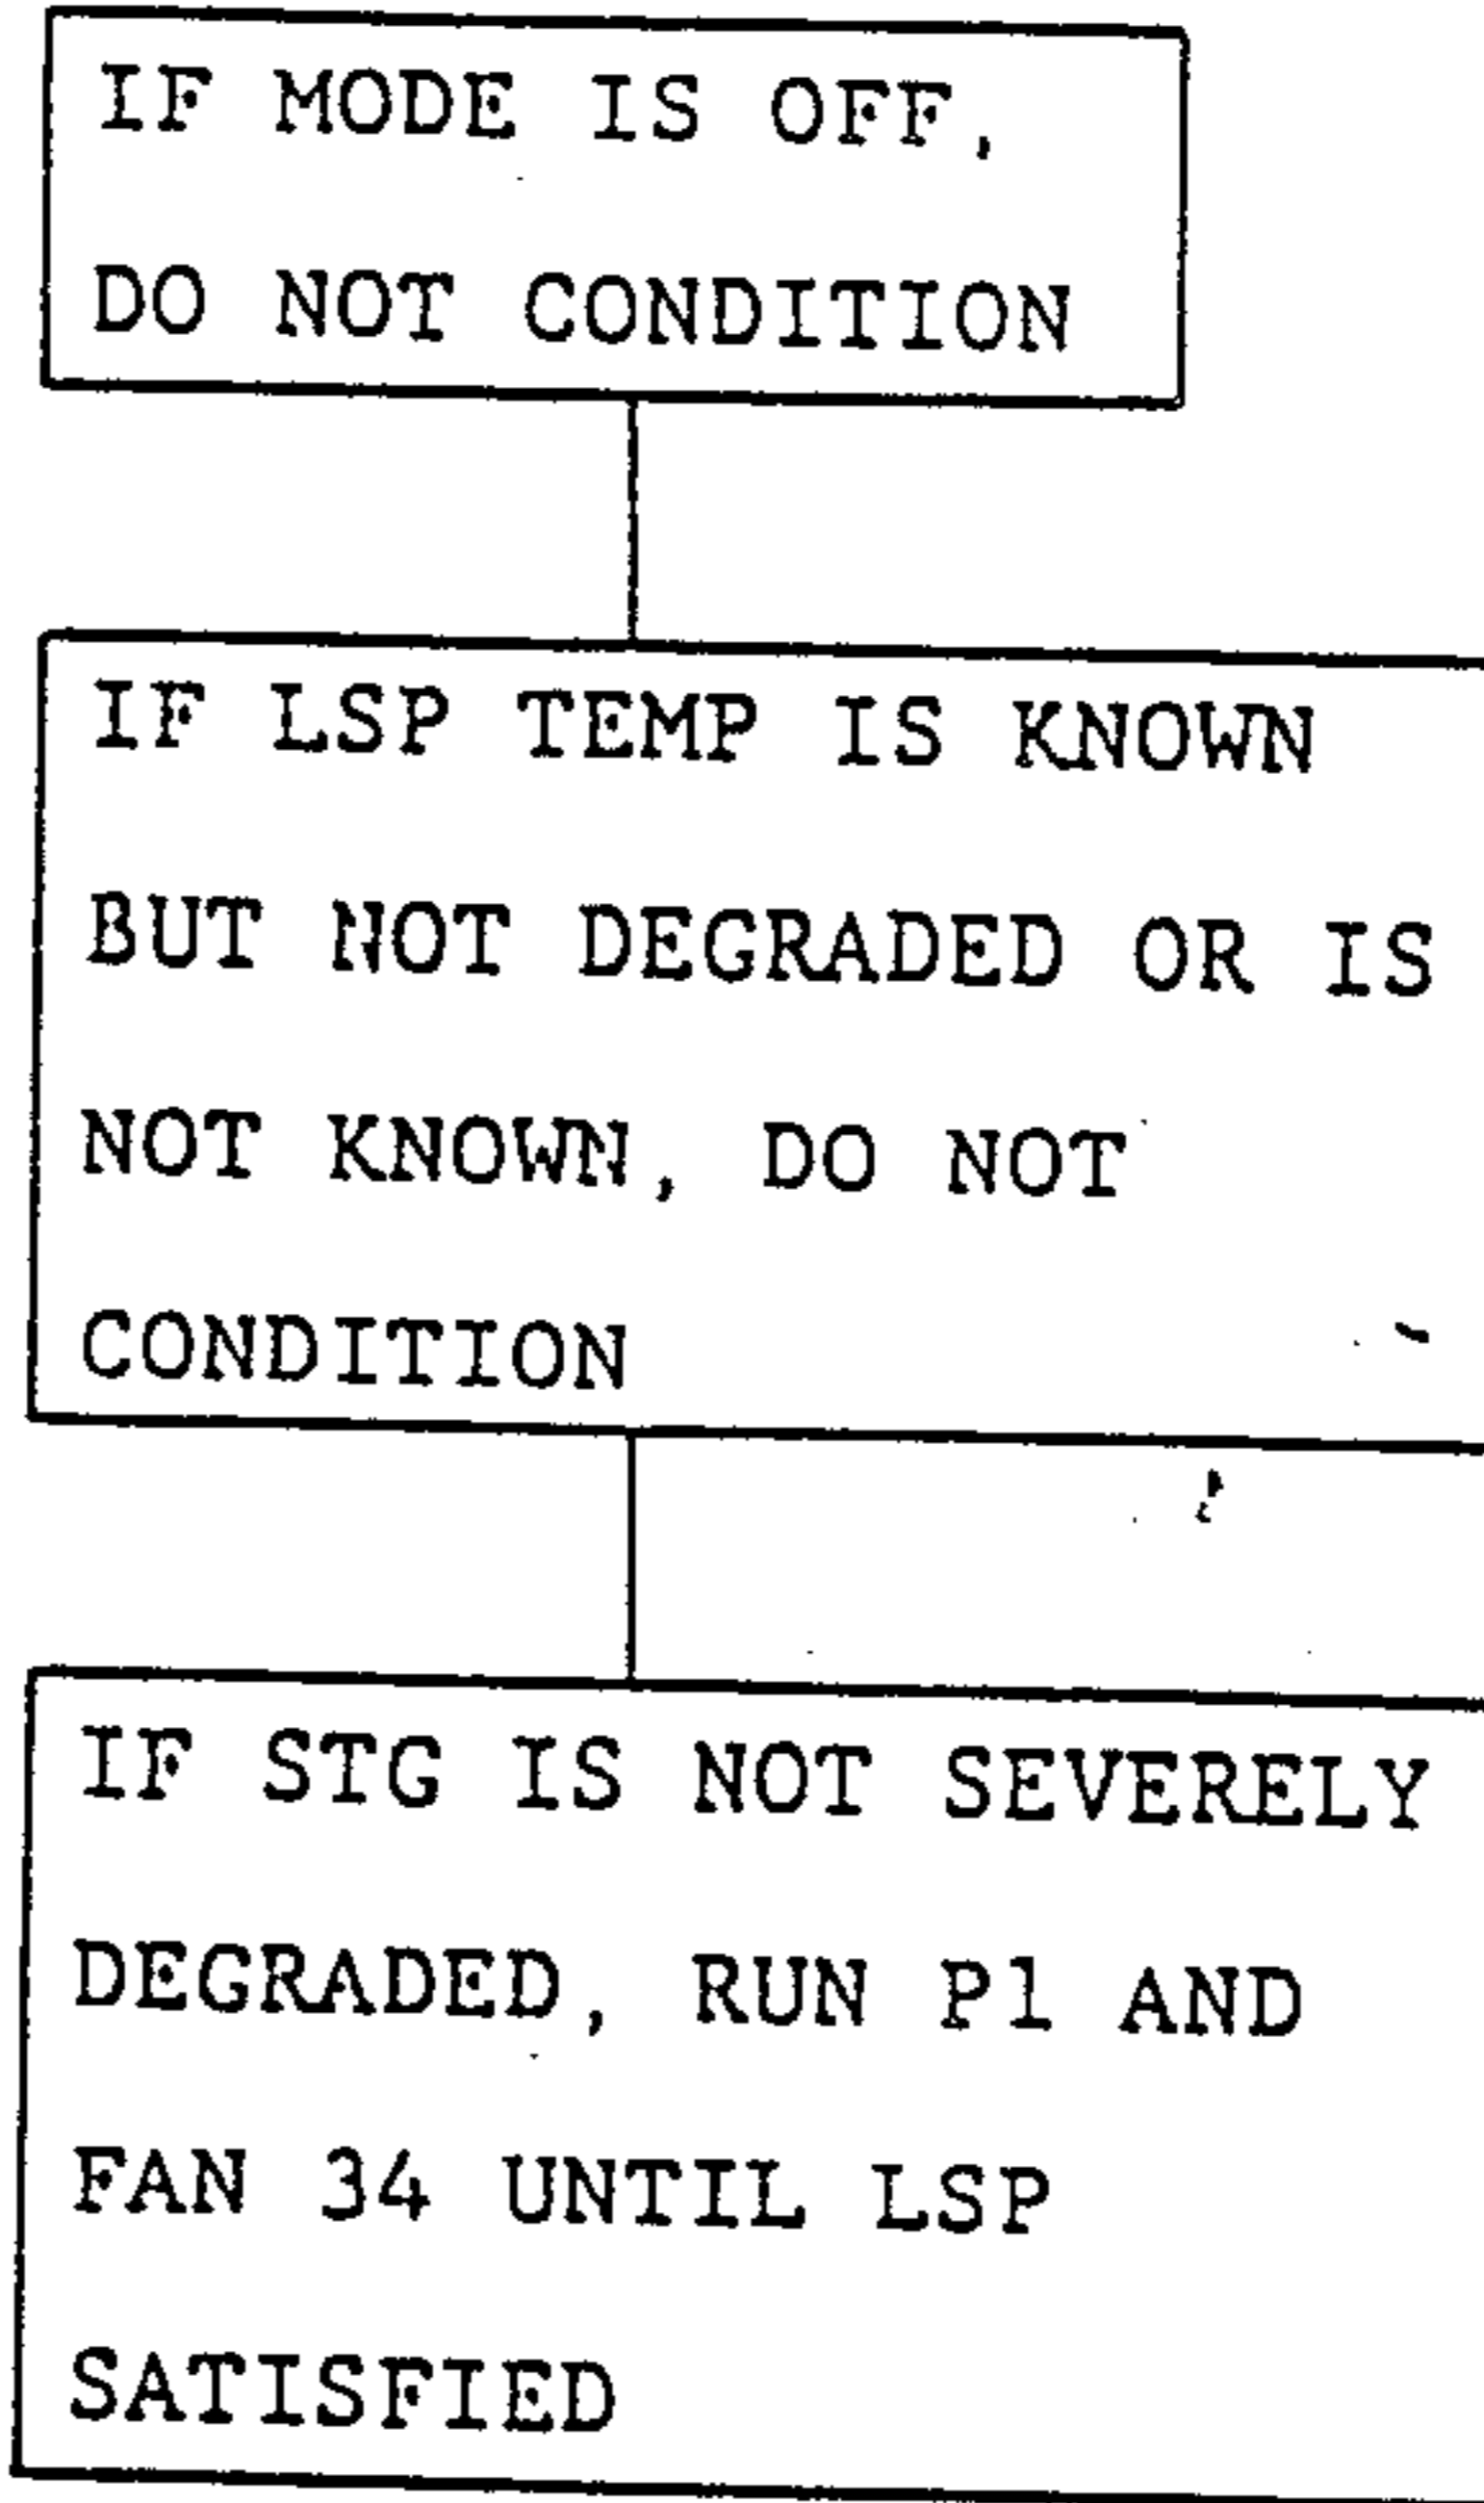 IF MODE IS OFF,
DO NOT CONDITION
IF LSP TEMP IS KNOWN
BUT NOT DEGRADED OR IS
NOT KNOWN, DO NOT
CONDITION
IF STG IS NOT SEVERELY
DEGRADED, RUN P1 AND
FAN 34 UNTIL LSP
SATISFIED